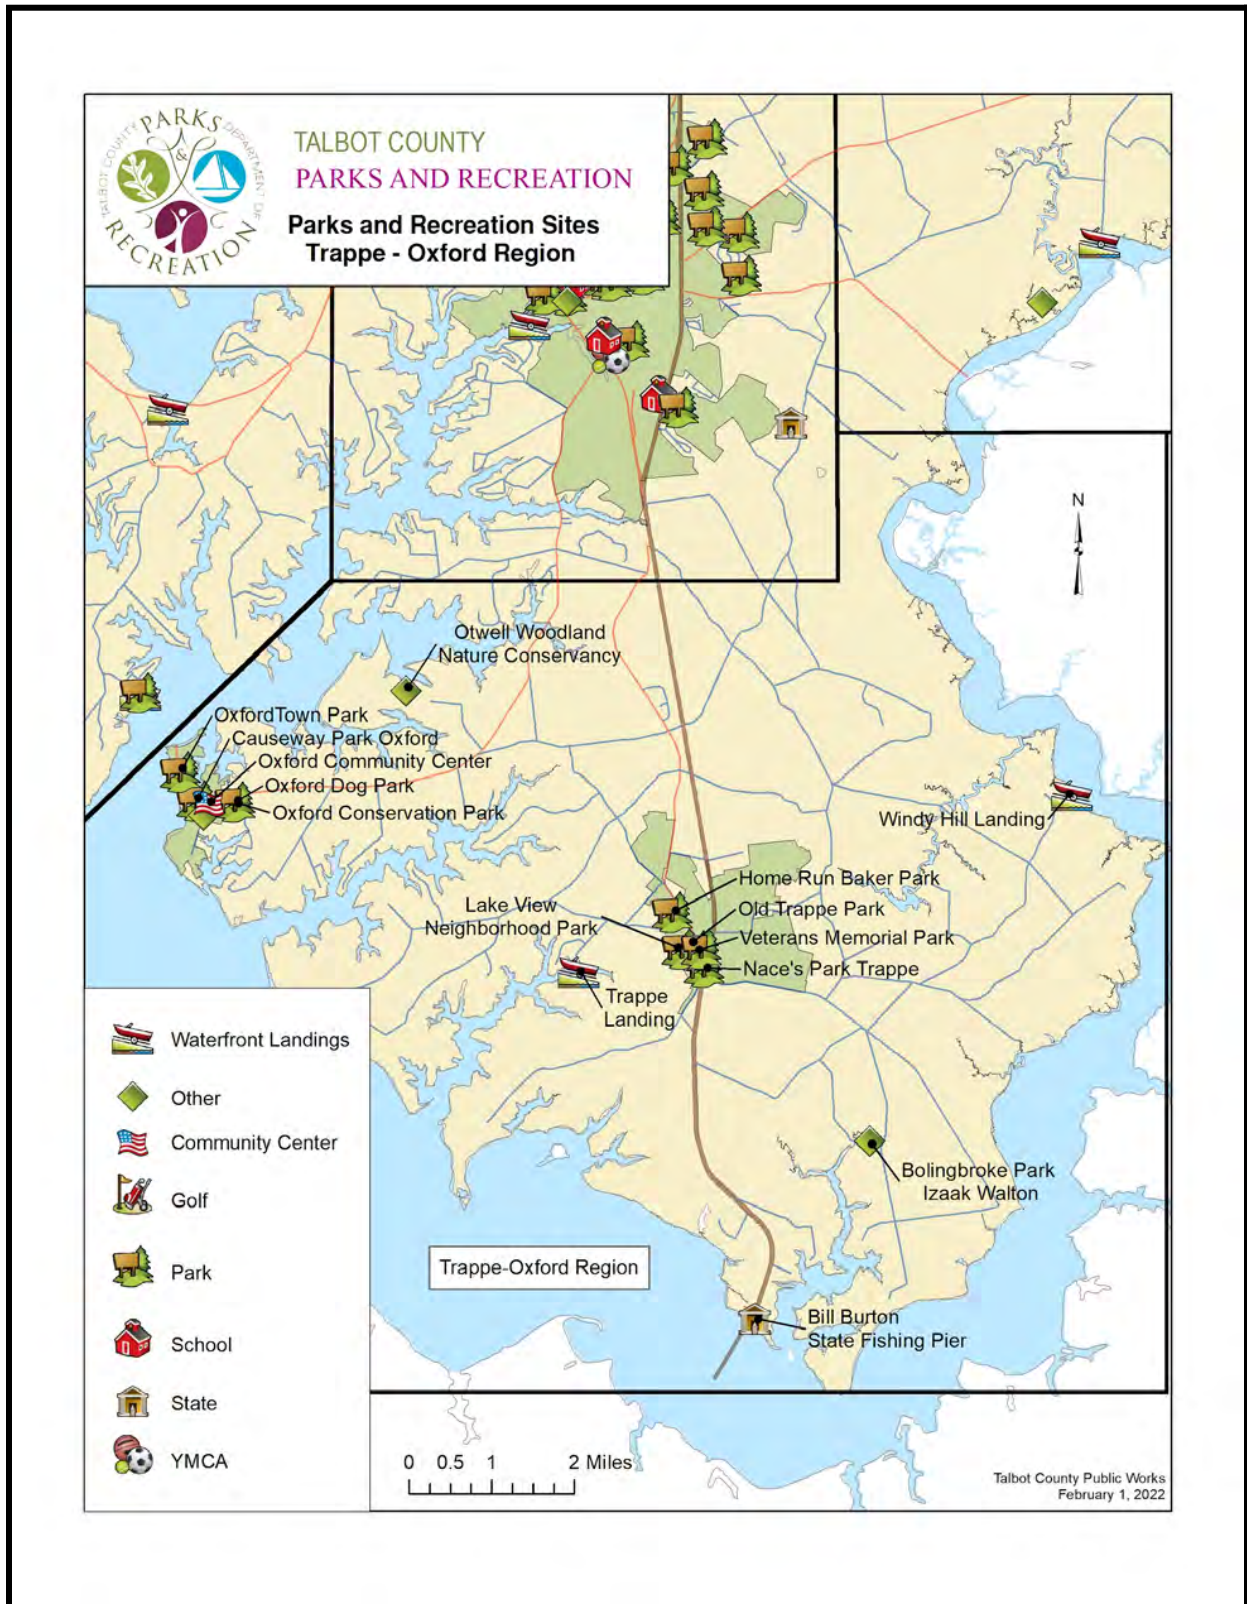 TALBOT COUNTY PARKS & RECREATION DEPARTMENT OF
TALBOT COUNTY
PARKS AND RECREATION
Parks and Recreation Sites
Trappe - Oxford Region
N
Otwell Woodland
Nature Conservancy
OxfordTown Park
Causeway Park Oxford
Oxford Community Center
Oxford Dog Park
Oxford Conservation Park
Windy Hill Landing
Home Run Baker Park
Lake View
Neighborhood Park
Old Trappe Park
Veterans Memorial Park
Nace's Park Trappe
Trappe
Landing
Bolingbroke Park
Izaak Walton
Trappe-Oxford Region
Bill Burton
State Fishing Pier
Waterfront Landings
Other
Community Center
Golf
Park
School
State
YMCA
0 0.5 1 2 Miles
Talbot County Public Works
February 1, 2022